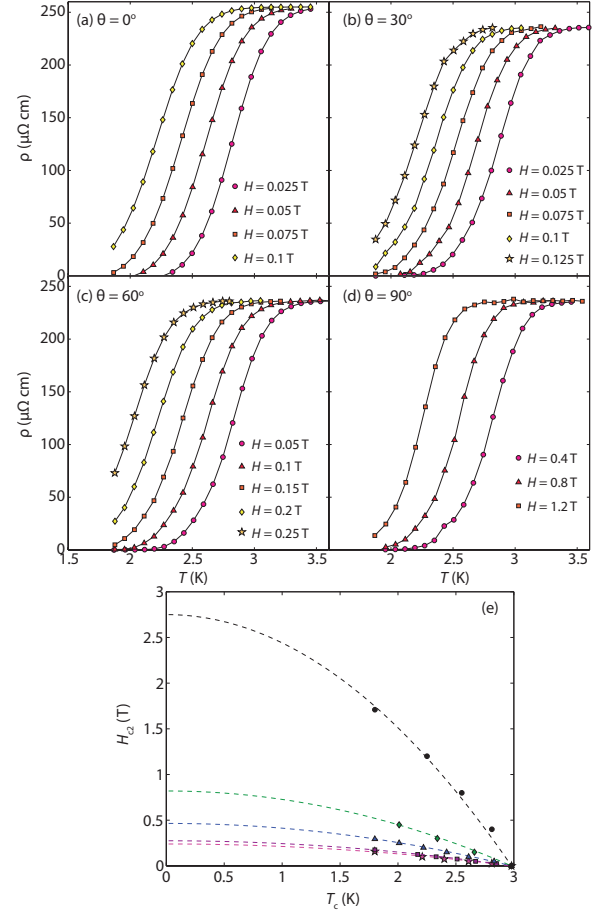 (a) θ = 0°
250
200
150
100
50
0
ρ (μΩ cm)
H = 0.025 T
H = 0.05 T
H = 0.075 T
H = 0.1 T
(b) θ = 30°
H = 0.025 T
H = 0.05 T
H = 0.075 T
H = 0.1 T
H = 0.125 T
(c) θ = 60°
250
200
150
100
50
0
ρ (μΩ cm)
H = 0.05 T
H = 0.1 T
H = 0.15 T
H = 0.2 T
H = 0.25 T
1.5 2 2.5 3 3.5
T (K)
(d) θ = 90°
H = 0.4 T
H = 0.8 T
H = 1.2 T
2 2.5 3 3.5
T (K)
(e)
3
2.5
2
1.5
1
0.5
0
Hc2 (T)
0 0.5 1 1.5 2 2.5 3
Tc (K)